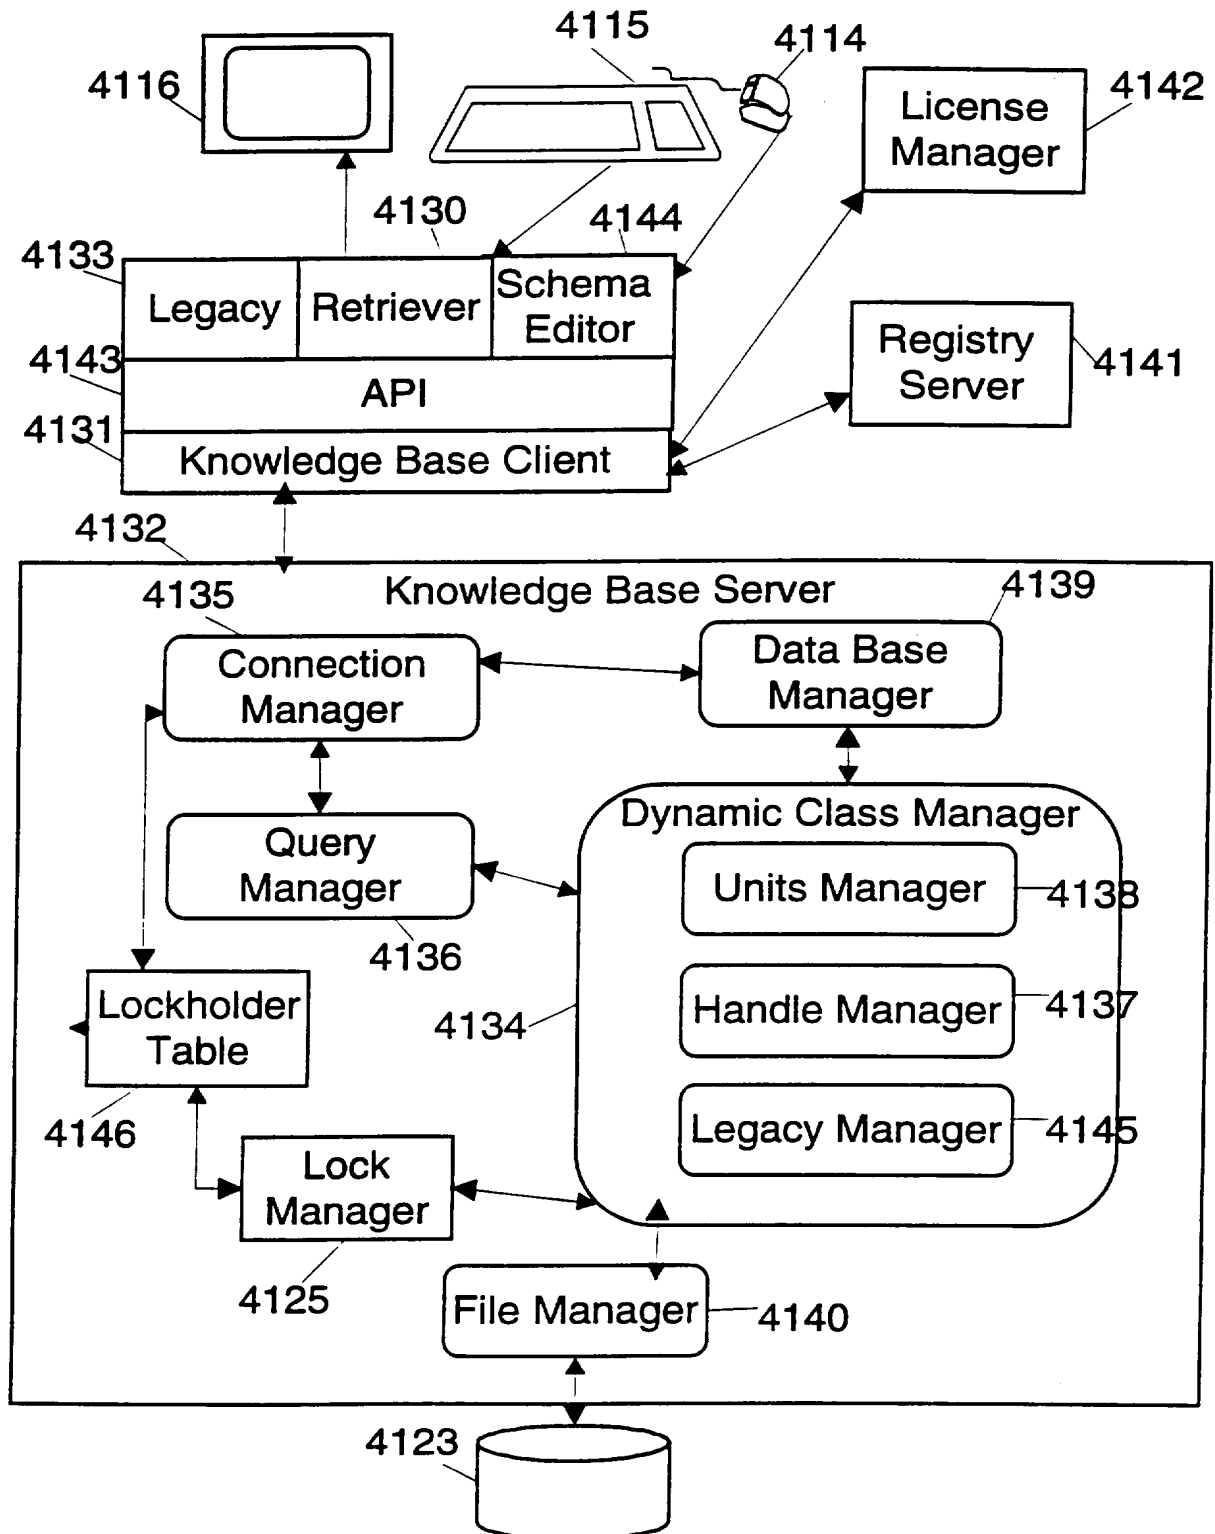 4115
4114
4116
4142
License
Manager
4130
4144
4133
Legacy
Retriever
Schema
Editor
Registry
Server
4141
4143
API
4131
Knowledge Base Client
4132
Knowledge Base Server
4135
4139
Connection
Manager
Data Base
Manager
Dynamic Class Manager
Query
Manager
Units Manager
4138
4136
Lockholder
Table
4134
Handle Manager
4137
4146
Legacy Manager
4145
Lock
Manager
4125
File Manager
4140
4123